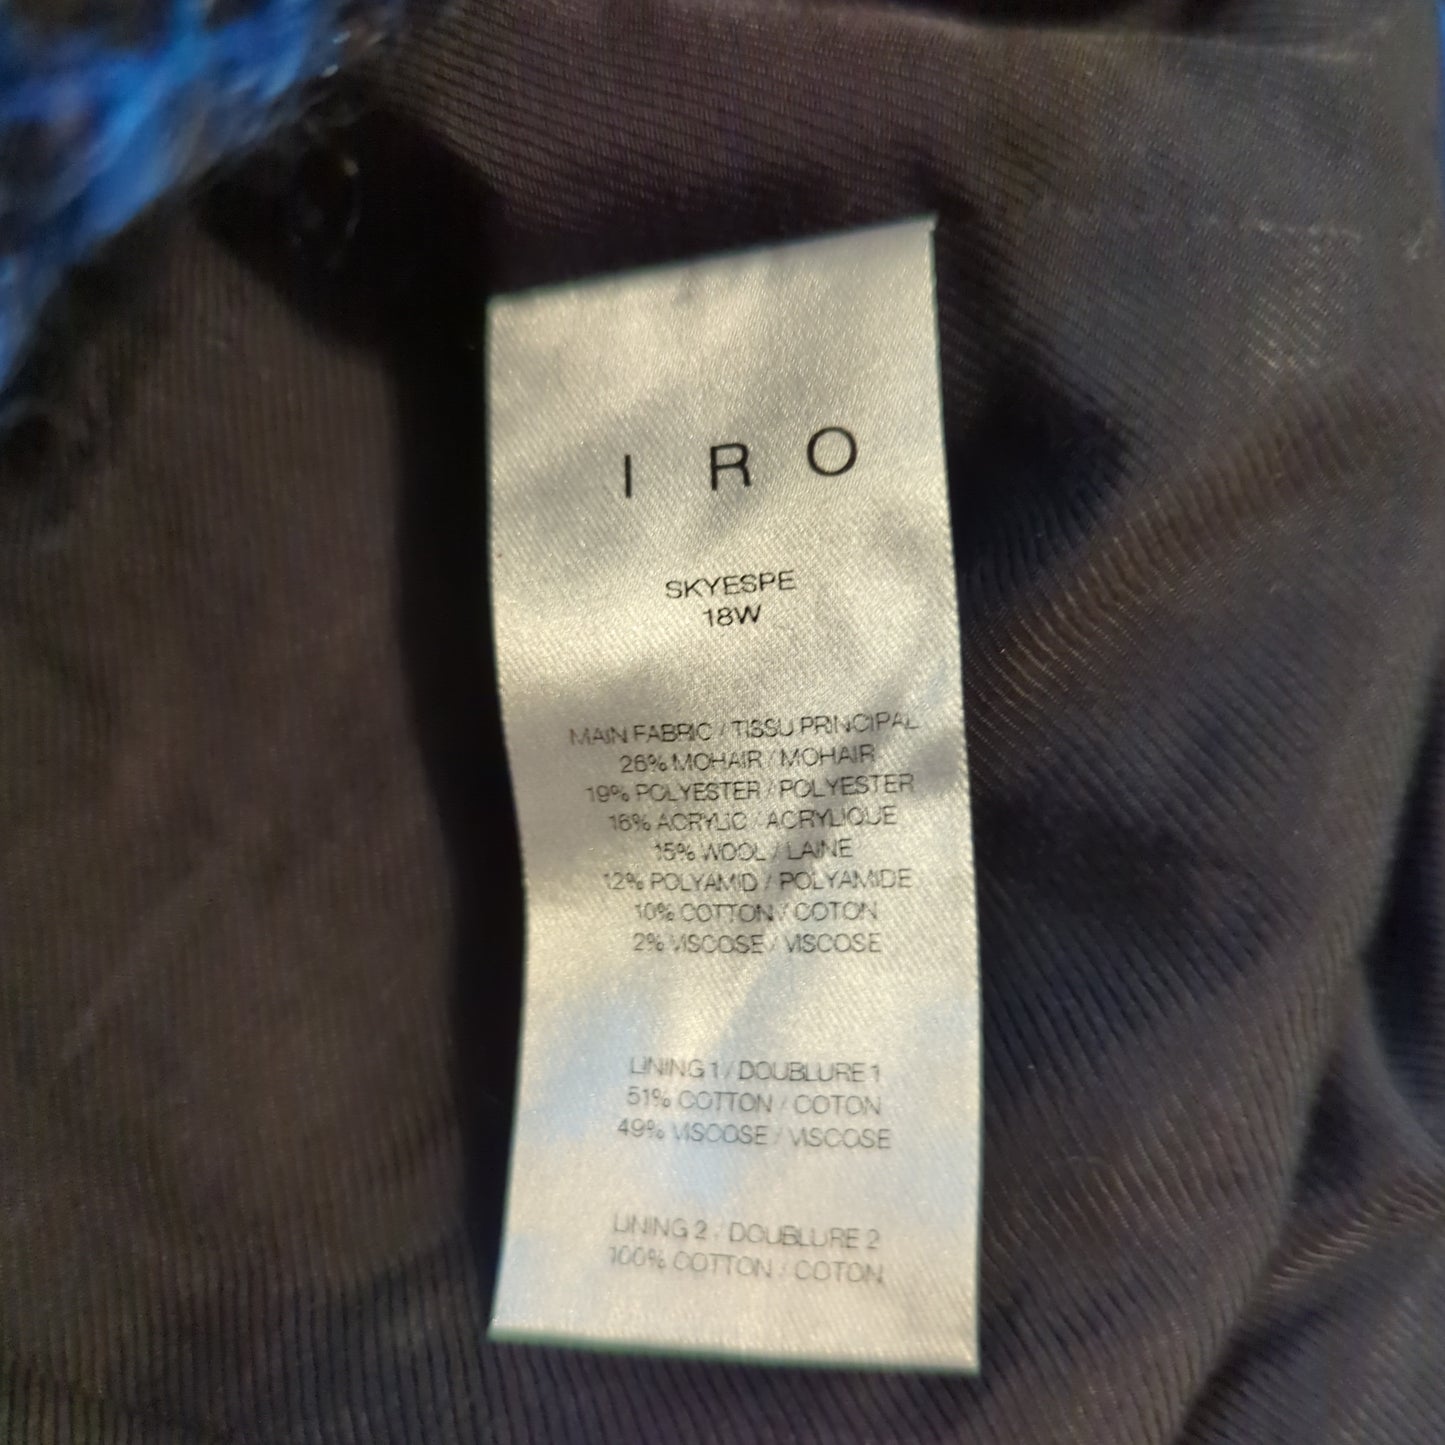 IRO
SKYESPE
18W
MAIN FABRIC / TISSU PRINCIPAL
26% MOHAIR / MOHAIR
19% POLYESTER / POLYESTER
16% ACRYLIC / ACRYLIQUE
15% WOOL / LAINE
12% POLYAMID / POLYAMIDE
10% COTTON / COTON
2% VISCOSE / VISCOSE
LINING 1 / DOUBLURE 1
51% COTTON / COTON
49% VISCOSE / VISCOSE
LINING 2 / DOUBLURE 2
100% COTTON / COTON